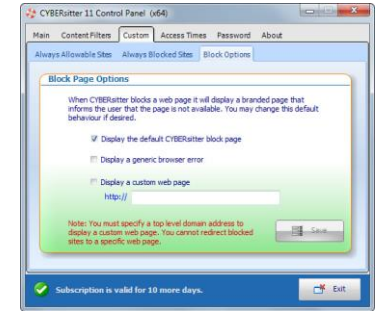 CYBERsitter 11 Control Panel (x64)
Main Content Filters Custom Access Times Password About
Always Allowable Sites Always Blocked Sites Block Options
Block Page Options
When CYBERsitter blocks a web page it will display a branded page that
informs the user that the page is not available. You may change this default
behaviour if desired.
Display the default CYBERsitter block page
Display a generic browser error
Display a custom web page
http://
Note: You must specify a top level domain address to
display a custom web page. You cannot redirect blocked
sites to a specific web page.
Save
Subscription is valid for 10 more days.
Exit